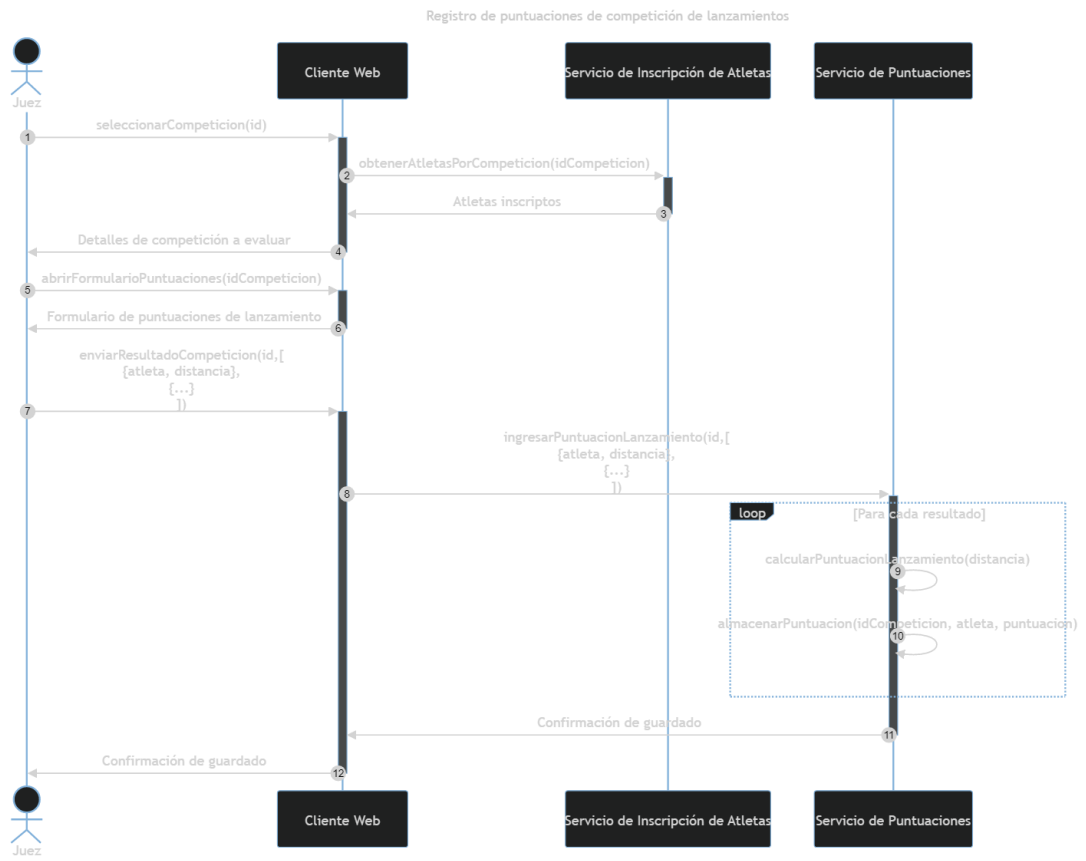 Registro de puntuaciones de competición de lanzamientos
Juez
Cliente Web
Servicio de Inscripción de Atletas
Servicio de Puntuaciones
1
seleccionarCompeticion(id)
2
obtenerAtletasPorCompeticion(idCompeticion)
3
Atletas inscriptos
4
Detalles de competición a evaluar
5
abrirFormularioPuntuaciones(idCompeticion)
6
Formulario de puntuaciones de lanzamiento
7
enviarResultadoCompeticion(id,[
{atleta, distancia},
{...}
])
8
ingresarPuntuacionLanzamiento(id,[
{atleta, distancia},
{...}
])
loop
[Para cada resultado]
9
calcularPuntuacionLanzamiento(distancia)
10
almacenarPuntuacion(idCompeticion, atleta, puntuacion)
11
Confirmación de guardado
12
Confirmación de guardado
Juez
Cliente Web
Servicio de Inscripción de Atletas
Servicio de Puntuaciones